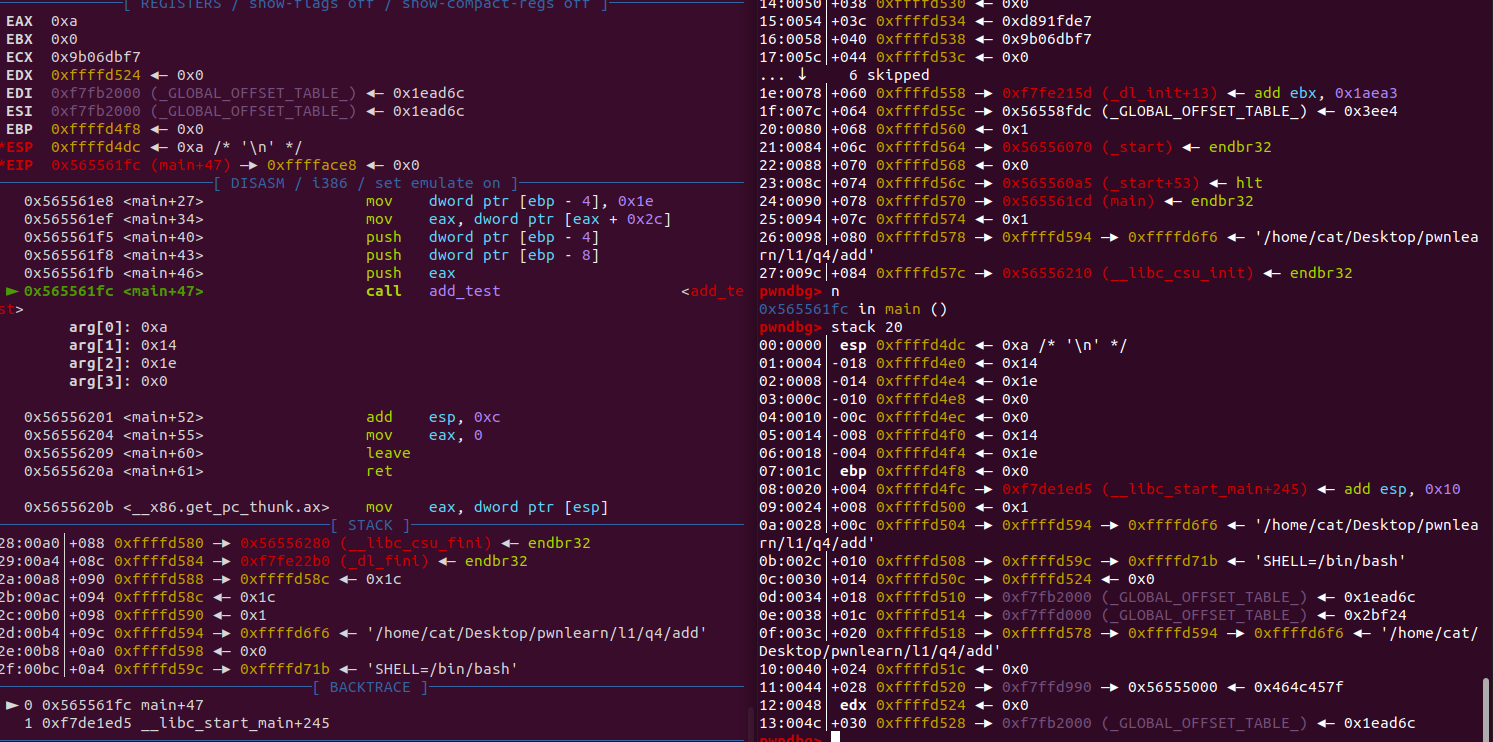 [ REGISTERS / show-flags off / show-compact-regs off ]
EAX  0xa
EBX  0x0
ECX  0x9b06dbf7
EDX  0xffffd524 ◂— 0x0
EDI  0xf7fb2000 (_GLOBAL_OFFSET_TABLE_) ◂— 0x1ead6c
ESI  0xf7fb2000 (_GLOBAL_OFFSET_TABLE_) ◂— 0x1ead6c
EBP  0xffffd4f8 ◂— 0x0
*ESP  0xffffd4dc ◂— 0xa /* '\n' */
*EIP  0x565561fc (main+47) —▸ 0xffface8 ◂— 0x0
[ DISASM / i386 / set emulate on ]
0x565561e8 <main+27>    mov    dword ptr [ebp - 4], 0x1e
0x565561ef <main+34>    mov    eax, dword ptr [eax + 0x2c]
0x565561f5 <main+40>    push   dword ptr [ebp - 4]
0x565561f8 <main+43>    push   dword ptr [ebp - 8]
0x565561fb <main+46>    push   eax
► 0x565561fc <main+47>    call   add_test    <add_te
st>
arg[0]: 0xa
arg[1]: 0x14
arg[2]: 0x1e
arg[3]: 0x0
0x56556201 <main+52>    add    esp, 0xc
0x56556204 <main+55>    mov    eax, 0
0x56556209 <main+60>    leave
0x5655620a <main+61>    ret
0x5655620b <__x86.get_pc_thunk.ax>    mov    eax, dword ptr [esp]
[ STACK ]
28:00a0│+088 0xffffd580 —▸ 0x56556280 (__libc_csu_fini) ◂— endbr32
29:00a4│+08c 0xffffd584 —▸ 0xf7fe22b0 (_dl_fini) ◂— endbr32
2a:00a8│+090 0xffffd588 —▸ 0xffffd58c ◂— 0x1c
2b:00ac│+094 0xffffd58c ◂— 0x1c
2c:00b0│+098 0xffffd590 ◂— 0x1
2d:00b4│+09c 0xffffd594 —▸ 0xffffd6f6 ◂— '/home/cat/Desktop/pwnlearn/l1/q4/add'
2e:00b8│+0a0 0xffffd598 ◂— 0x0
2f:00bc│+0a4 0xffffd59c —▸ 0xffffd71b ◂— 'SHELL=/bin/bash'
[ BACKTRACE ]
► 0 0x565561fc main+47
1 0xf7de1ed5 __libc_start_main+245
14:0050│+038 0xffffd530 ◂— 0x0
15:0054│+03c 0xffffd534 ◂— 0xd891fde7
16:0058│+040 0xffffd538 ◂— 0x9b06dbf7
17:005c│+044 0xffffd53c ◂— 0x0
... ↓     6 skipped
1e:0078│+060 0xffffd558 —▸ 0xf7fe215d (_dl_init+13) ◂— add ebx, 0x1aea3
1f:007c│+064 0xffffd55c —▸ 0x56558fdc (_GLOBAL_OFFSET_TABLE_) ◂— 0x3ee4
20:0080│+068 0xffffd560 ◂— 0x1
21:0084│+06c 0xffffd564 —▸ 0x56556070 (_start) ◂— endbr32
22:0088│+070 0xffffd568 ◂— 0x0
23:008c│+074 0xffffd56c —▸ 0x565560a5 (_start+53) ◂— hlt
24:0090│+078 0xffffd570 —▸ 0x565561cd (main) ◂— endbr32
25:0094│+07c 0xffffd574 ◂— 0x1
26:0098│+080 0xffffd578 —▸ 0xffffd594 —▸ 0xffffd6f6 ◂— '/home/cat/Desktop/pwnlea
rn/l1/q4/add'
27:009c│+084 0xffffd57c —▸ 0x56556210 (__libc_csu_init) ◂— endbr32
pwndbg> n
0x565561fc in main ()
pwndbg> stack 20
00:0000│ esp 0xffffd4dc ◂— 0xa /* '\n' */
01:0004│-018 0xffffd4e0 ◂— 0x14
02:0008│-014 0xffffd4e4 ◂— 0x1e
03:000c│-010 0xffffd4e8 ◂— 0x0
04:0010│-00c 0xffffd4ec ◂— 0x0
05:0014│-008 0xffffd4f0 ◂— 0x14
06:0018│-004 0xffffd4f4 ◂— 0x1e
07:001c│ ebp 0xffffd4f8 ◂— 0x0
08:0020│+004 0xffffd4fc —▸ 0xf7de1ed5 (__libc_start_main+245) ◂— add esp, 0x10
09:0024│+008 0xffffd500 ◂— 0x1
0a:0028│+00c 0xffffd504 —▸ 0xffffd594 —▸ 0xffffd6f6 ◂— '/home/cat/Desktop/pwnlea
rn/l1/q4/add'
0b:002c│+010 0xffffd508 —▸ 0xffffd59c —▸ 0xffffd71b ◂— 'SHELL=/bin/bash'
0c:0030│+014 0xffffd50c —▸ 0xffffd524 ◂— 0x0
0d:0034│+018 0xffffd510 —▸ 0xf7fb2000 (_GLOBAL_OFFSET_TABLE_) ◂— 0x1ead6c
0e:0038│+01c 0xffffd514 —▸ 0xf7ffd000 (_GLOBAL_OFFSET_TABLE_) ◂— 0x2bf24
0f:003c│+020 0xffffd518 —▸ 0xffffd578 —▸ 0xffffd594 —▸ 0xffffd6f6 ◂— '/home/cat/
Desktop/pwnlearn/l1/q4/add'
10:0040│+024 0xffffd51c ◂— 0x0
11:0044│+028 0xffffd520 —▸ 0xf7ffd990 —▸ 0x56555000 ◂— 0x464c457f
12:0048│ edx 0xffffd524 ◂— 0x0
13:004c│+030 0xffffd528 —▸ 0xf7fb2000 (_GLOBAL_OFFSET_TABLE_) ◂— 0x1ead6c
pwndbg>